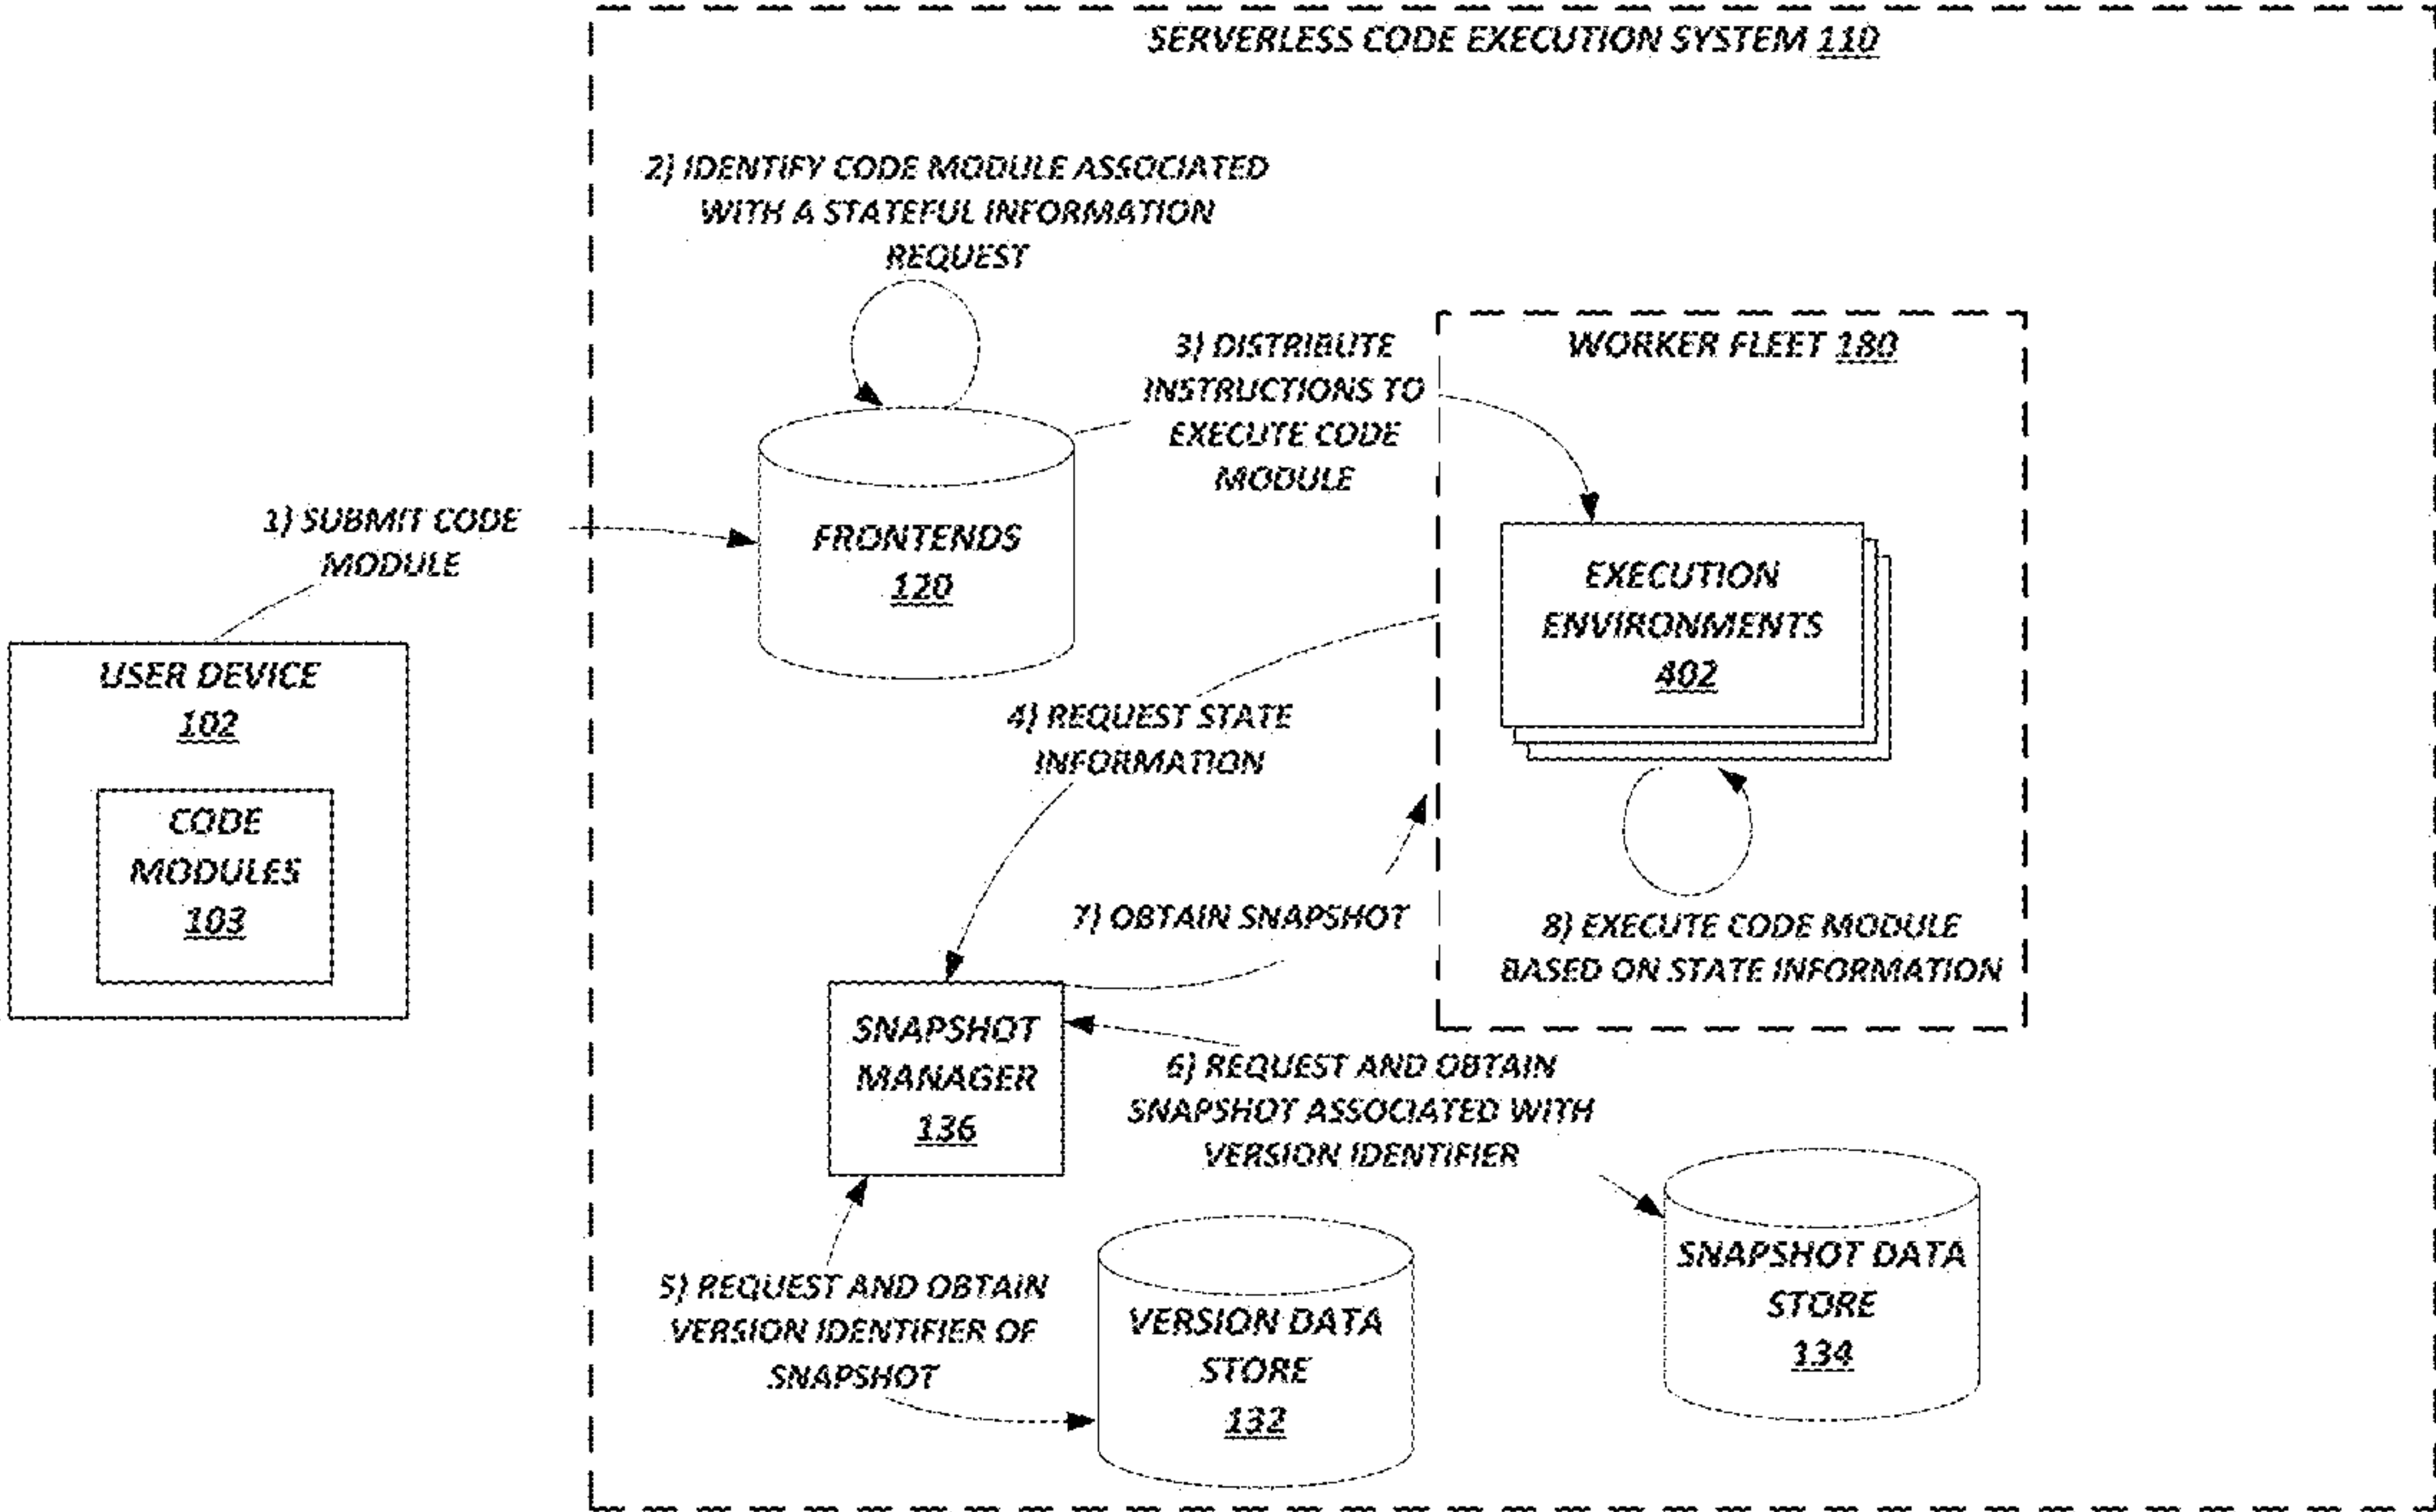 SERVERLESS CODE EXECUTION SYSTEM 110
2) IDENTIFY CODE MODULE ASSOCIATED
WITH A STATEFUL INFORMATION
REQUEST
3) DISTRIBUTE
INSTRUCTIONS TO
EXECUTE CODE
MODULE
WORKER FLEET 180
1) SUBMIT CODE
MODULE
FRONTENDS
120
EXECUTION
ENVIRONMENTS
402
USER DEVICE
102
CODE
MODULES
103
4) REQUEST STATE
INFORMATION
7) OBTAIN SNAPSHOT
8) EXECUTE CODE MODULE
BASED ON STATE INFORMATION
SNAPSHOT
MANAGER
136
6) REQUEST AND OBTAIN
SNAPSHOT ASSOCIATED WITH
VERSION IDENTIFIER
5) REQUEST AND OBTAIN
VERSION IDENTIFIER OF
SNAPSHOT
VERSION DATA
STORE
132
SNAPSHOT DATA
STORE
134